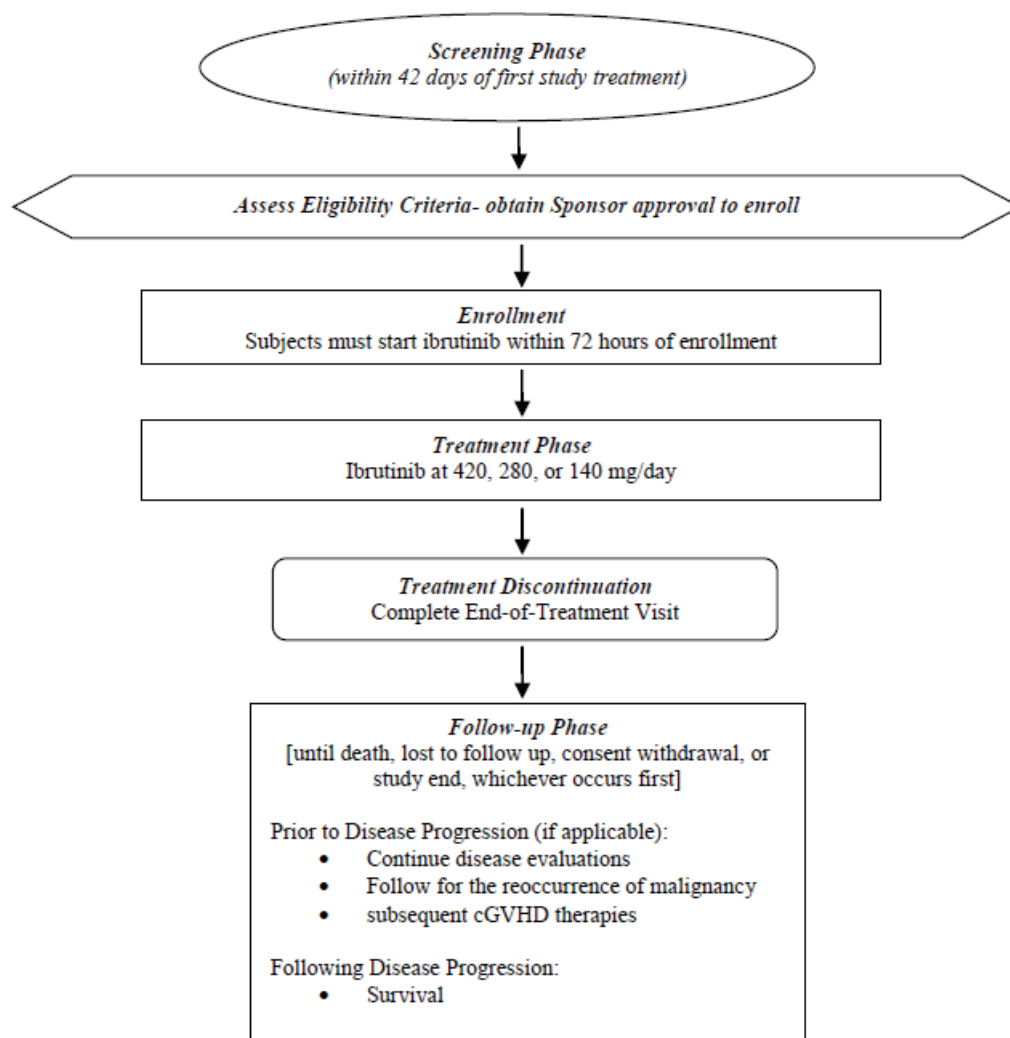 Screening Phase
(within 42 days of first study treatment)
Assess Eligibility Criteria- obtain Sponsor approval to enroll
Enrollment
Subjects must start ibrutinib within 72 hours of enrollment
Treatment Phase
Ibrutinib at 420, 280, or 140 mg/day
Treatment Discontinuation
Complete End-of-Treatment Visit
Follow-up Phase
[until death, lost to follow up, consent withdrawal, or
study end, whichever occurs first]
Prior to Disease Progression (if applicable):
• Continue disease evaluations
• Follow for the reoccurrence of malignancy
• subsequent cGVHD therapies
Following Disease Progression:
• Survival